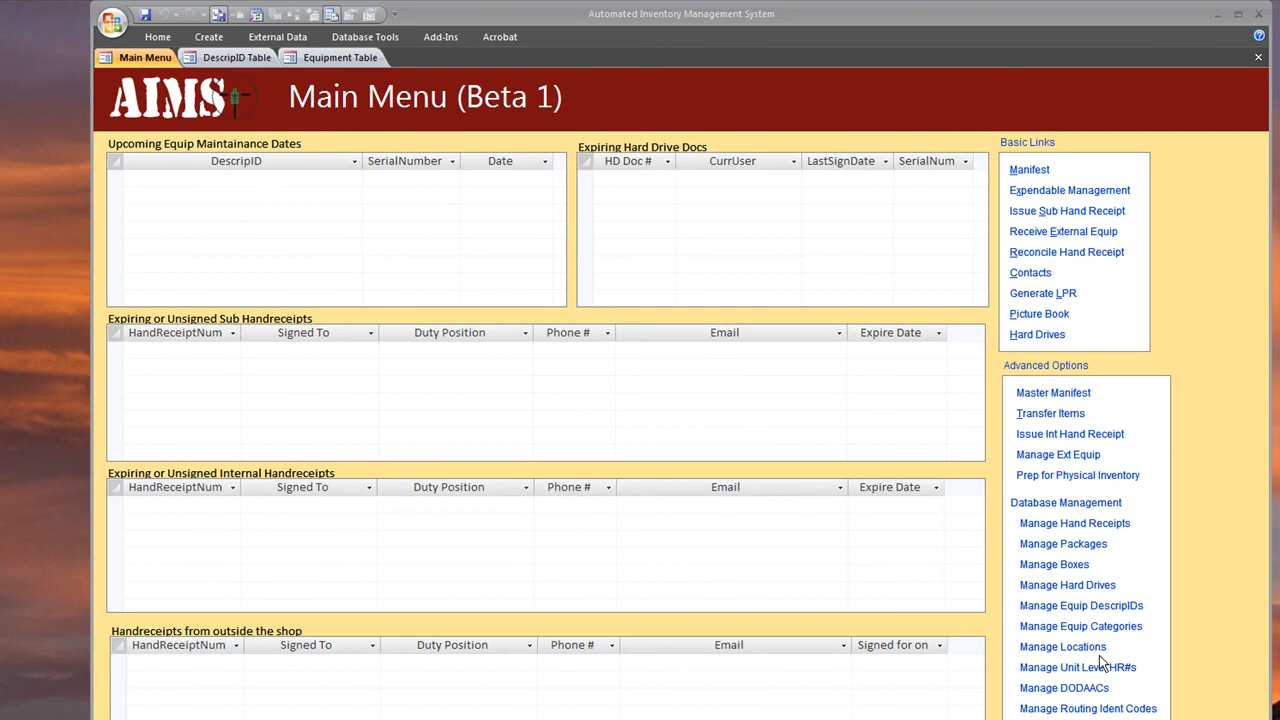 Automated Inventory Management System
Home Create External Data Database Tools Add-Ins Acrobat
Main Menu DescripID Table Equipment Table
AIMS Main Menu (Beta 1)
Upcoming Equip Maintainance Dates
DescripID SerialNumber Date
Expiring Hard Drive Docs
HD Doc # CurrUser LastSignDate SerialNum
Expiring or Unsigned Sub Handreceipts
HandReceiptNum Signed To Duty Position Phone # Email Expire Date
Expiring or Unsigned Internal Handreceipts
HandReceiptNum Signed To Duty Position Phone # Email Expire Date
Handreceipts from outside the shop
HandReceiptNum Signed To Duty Position Phone # Email Signed for on
Basic Links
Manifest
Expendable Management
Issue Sub Hand Receipt
Receive External Equip
Reconcile Hand Receipt
Contacts
Generate LPR
Picture Book
Hard Drives
Advanced Options
Master Manifest
Transfer Items
Issue Int Hand Receipt
Manage Ext Equip
Prep for Physical Inventory
Database Management
Manage Hand Receipts
Manage Packages
Manage Boxes
Manage Hard Drives
Manage Equip DescripIDs
Manage Equip Categories
Manage Locations
Manage Unit Level HR#s
Manage DODAACs
Manage Routing Ident Codes